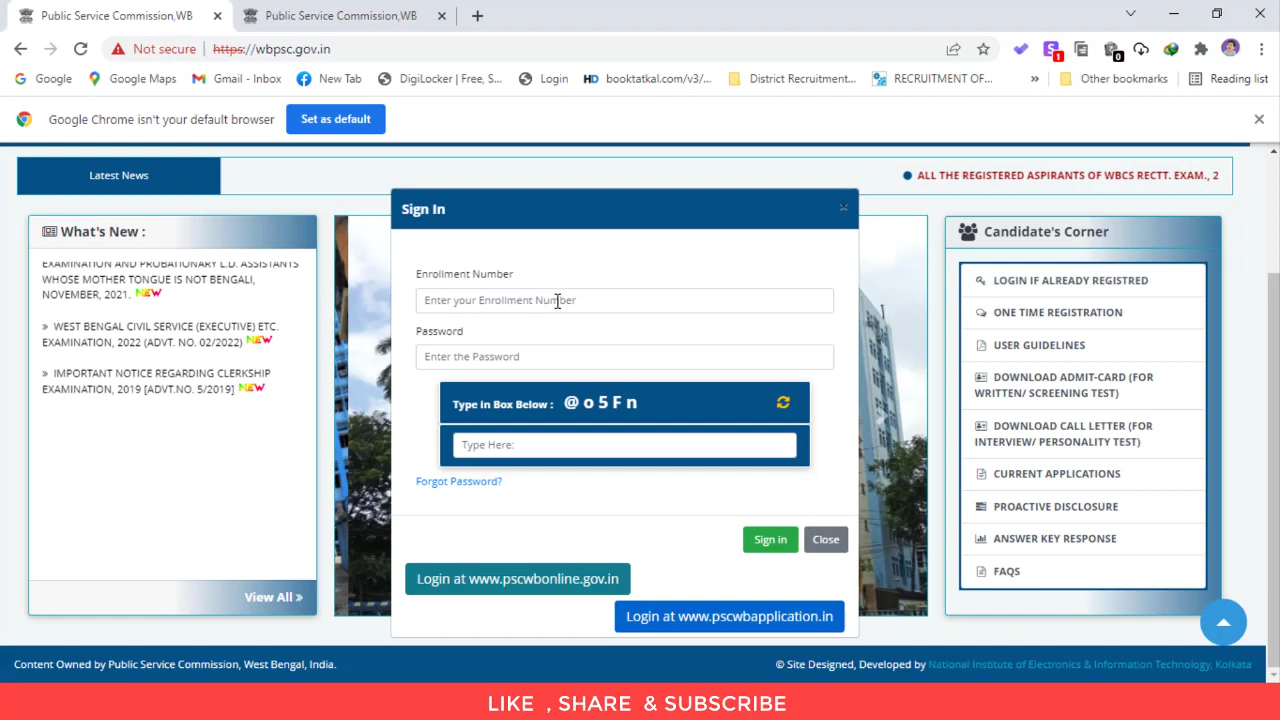 Public Service Commission,WB
Public Service Commission,WB
Not secure
https://wbpsc.gov.in
1
0
Google
Google Maps
Gmail - Inbox
New Tab
DigiLocker | Free, S...
Login
HD booktatkal.com/v3/...
District Recruitment...
RECRUITMENT OF...
»
Other bookmarks
Reading list
Google Chrome isn't your default browser
Set as default
Latest News
ALL THE REGISTERED ASPIRANTS OF WBCS RECTT. EXAM., 2
What's New :
EXAMINATION AND PROBATIONARY L.D. ASSISTANTS
WHOSE MOTHER TONGUE IS NOT BENGALI,
NOVEMBER, 2021. NEW
» WEST BENGAL CIVIL SERVICE (EXECUTIVE) ETC.
EXAMINATION, 2022 (ADVT. NO. 02/2022) NEW
» IMPORTANT NOTICE REGARDING CLERKSHIP
EXAMINATION, 2019 [ADVT.NO. 5/2019] NEW
View All »
Sign In
Enrollment Number
Enter your Enrollment Number
Password
Enter the Password
Type in Box Below : @ o 5 F n
Type Here:
Forgot Password?
Sign in
Close
Login at www.pscwbonline.gov.in
Login at www.pscwbapplication.in
Candidate's Corner
LOGIN IF ALREADY REGISTRED
ONE TIME REGISTRATION
USER GUIDELINES
DOWNLOAD ADMIT-CARD (FOR
WRITTEN/ SCREENING TEST)
DOWNLOAD CALL LETTER (FOR
INTERVIEW/ PERSONALITY TEST)
CURRENT APPLICATIONS
PROACTIVE DISCLOSURE
ANSWER KEY RESPONSE
FAQS
Content Owned by Public Service Commission, West Bengal, India.
© Site Designed, Developed by National Institute of Electronics & Information Technology, Kolkata
LIKE , SHARE & SUBSCRIBE